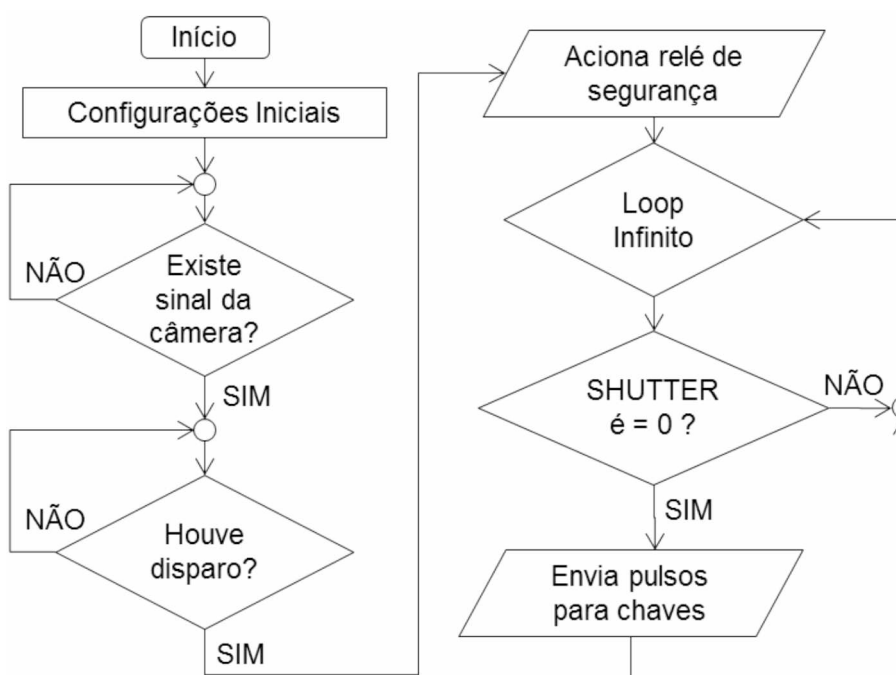 Início
Configurações Iniciais
NÃO
Existe
sinal da
câmera?
SIM
NÃO
Houve
disparo?
SIM
Aciona relé de
segurança
Loop
Infinito
SHUTTER
é = 0 ?
NÃO
SIM
Envia pulsos
para chaves